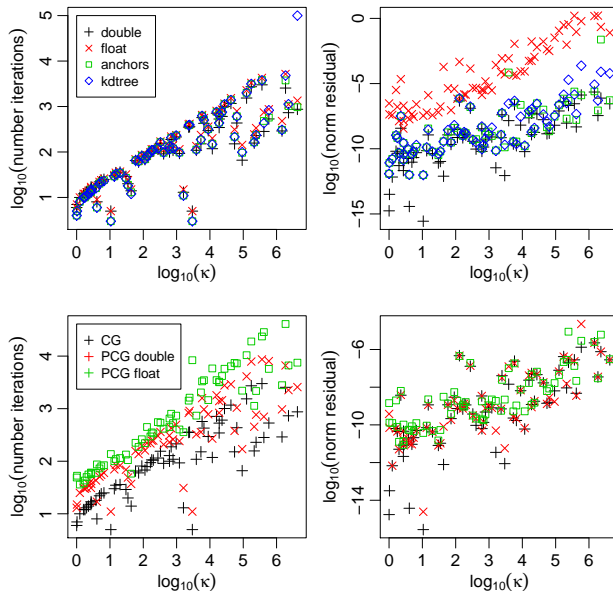 double
float
anchors
kdtree
log10(number iterations)
5
4
3
2
1
0 1 2 3 4 5 6
log10(κ)
log10(norm residual)
0
−5
−10
−15
0 1 2 3 4 5 6
log10(κ)
CG
PCG double
PCG float
log10(number iterations)
4
3
2
1
0 1 2 3 4 5 6
log10(κ)
log10(norm residual)
−6
−10
−14
0 1 2 3 4 5 6
log10(κ)